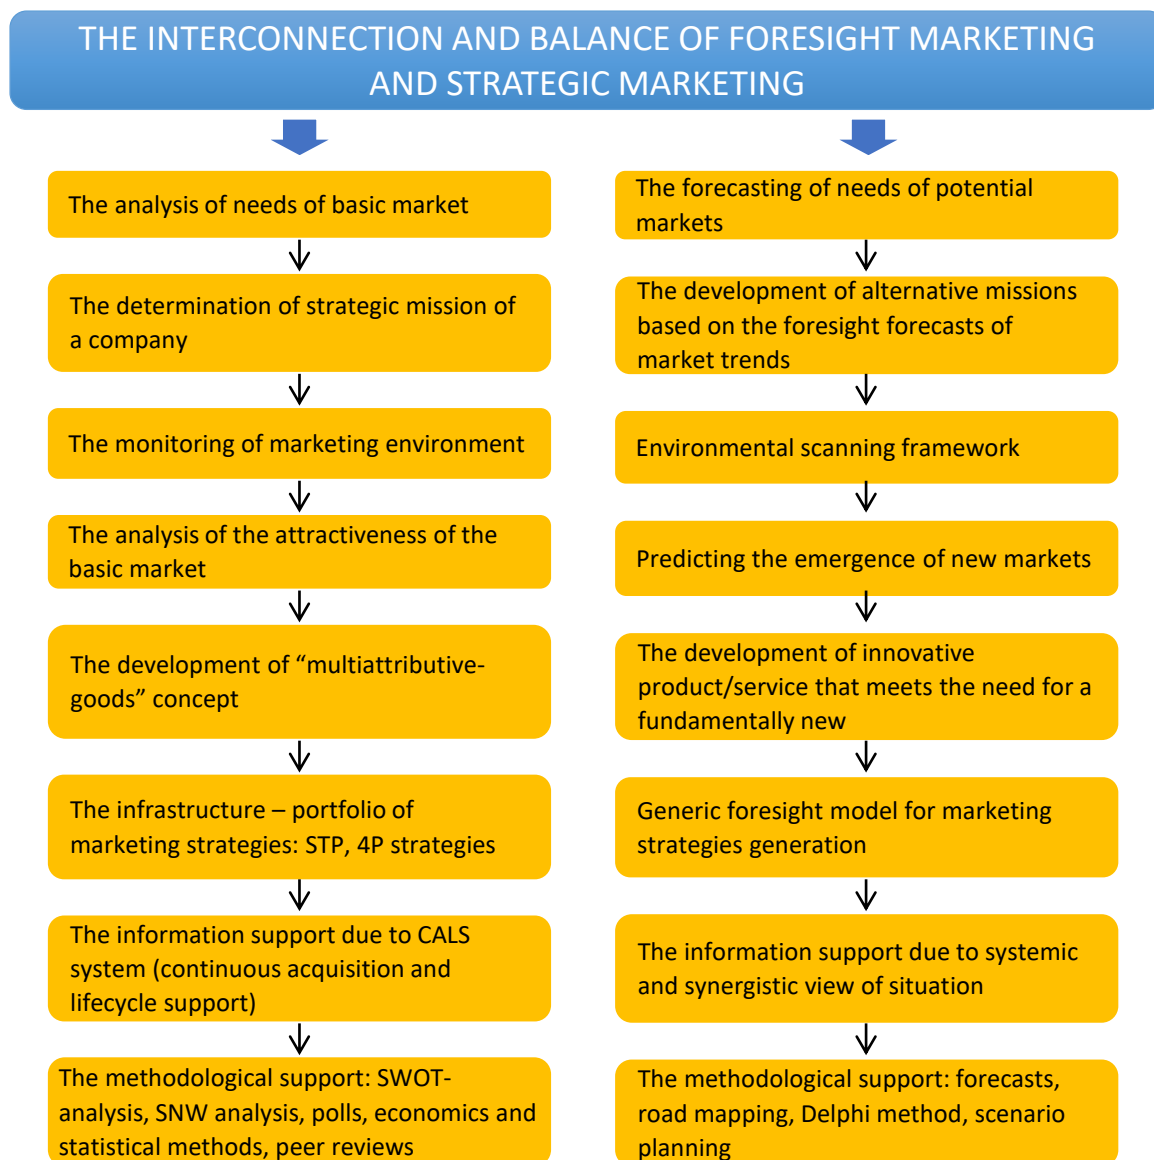 THE INTERCONNECTION AND BALANCE OF FORESIGHT MARKETING
AND STRATEGIC MARKETING
The analysis of needs of basic market
The determination of strategic mission of
a company
The monitoring of marketing environment
The analysis of the attractiveness of the
basic market
The development of “multiattributive-
goods” concept
The infrastructure – portfolio of
marketing strategies: STP, 4P strategies
The information support due to CALS
system (continuous acquisition and
lifecycle support)
The methodological support: SWOT-
analysis, SNW analysis, polls, economics and
statistical methods, peer reviews
The forecasting of needs of potential
markets
The development of alternative missions
based on the foresight forecasts of
market trends
Environmental scanning framework
Predicting the emergence of new markets
The development of innovative
product/service that meets the need for a
fundamentally new
Generic foresight model for marketing
strategies generation
The information support due to systemic
and synergistic view of situation
The methodological support: forecasts,
road mapping, Delphi method, scenario
planning